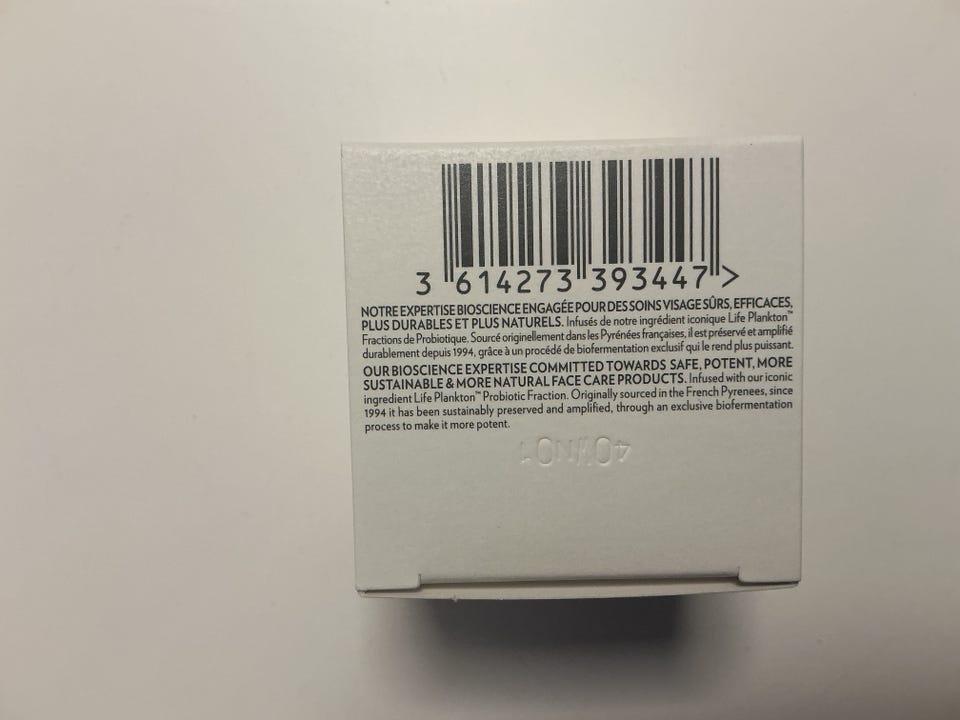 3 614273 393447 >
NOTRE EXPERTISE BIOSCIENCE ENGAGÉE POUR DES SOINS VISAGE SÛRS, EFFICACES,
PLUS DURABLES ET PLUS NATURELS. Infusés de notre ingrédient iconique Life Plankton™
Fractions de Probiotique. Sourcé originellement dans les Pyrénées françaises, il est préservé et amplifié
durablement depuis 1994, grâce à un procédé de biofermentation exclusif qui le rend plus puissant.
OUR BIOSCIENCE EXPERTISE COMMITTED TOWARDS SAFE, POTENT, MORE
SUSTAINABLE & MORE NATURAL FACE CARE PRODUCTS. Infused with our iconic
ingredient Life Plankton™ Probiotic Fraction. Originally sourced in the French Pyrenees, since
1994 it has been sustainably preserved and amplified, through an exclusive biofermentation
process to make it more potent.